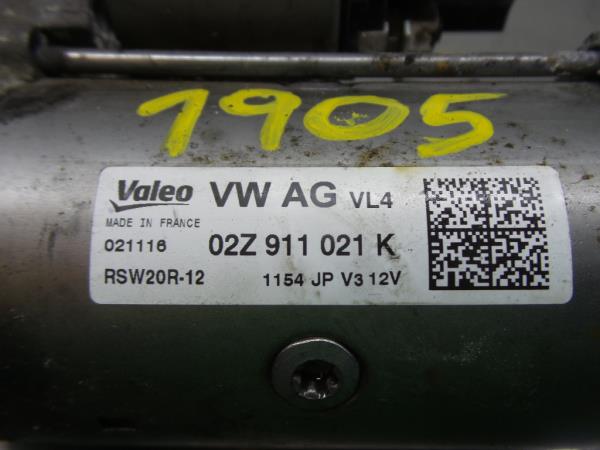 1905
Valeo VW AG VL4
MADE IN FRANCE
021116 02Z 911 021 K
RSW20R-12 1154 JP V3 12V